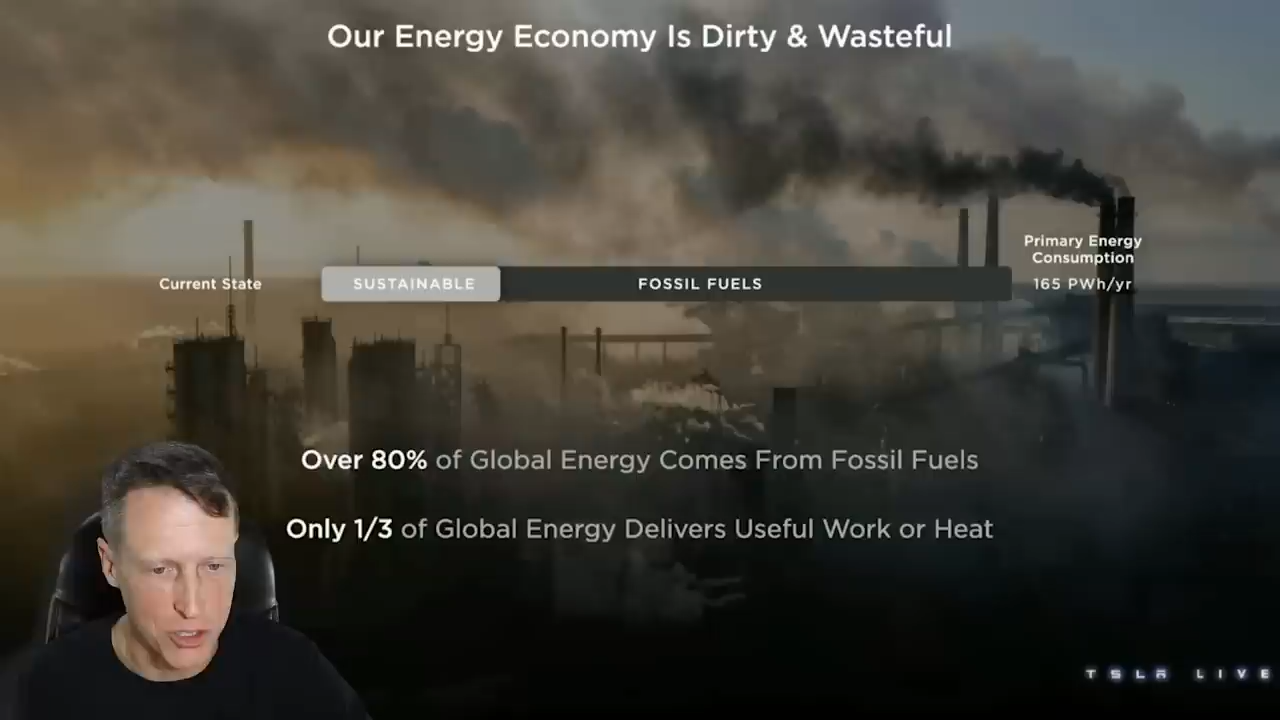 Our Energy Economy Is Dirty & Wasteful
Primary Energy
Consumption
Current State
SUSTAINABLE
FOSSIL FUELS
165 PWh/yr
Over 80% of Global Energy Comes From Fossil Fuels
Only 1/3 of Global Energy Delivers Useful Work or Heat
TSLA LIVE